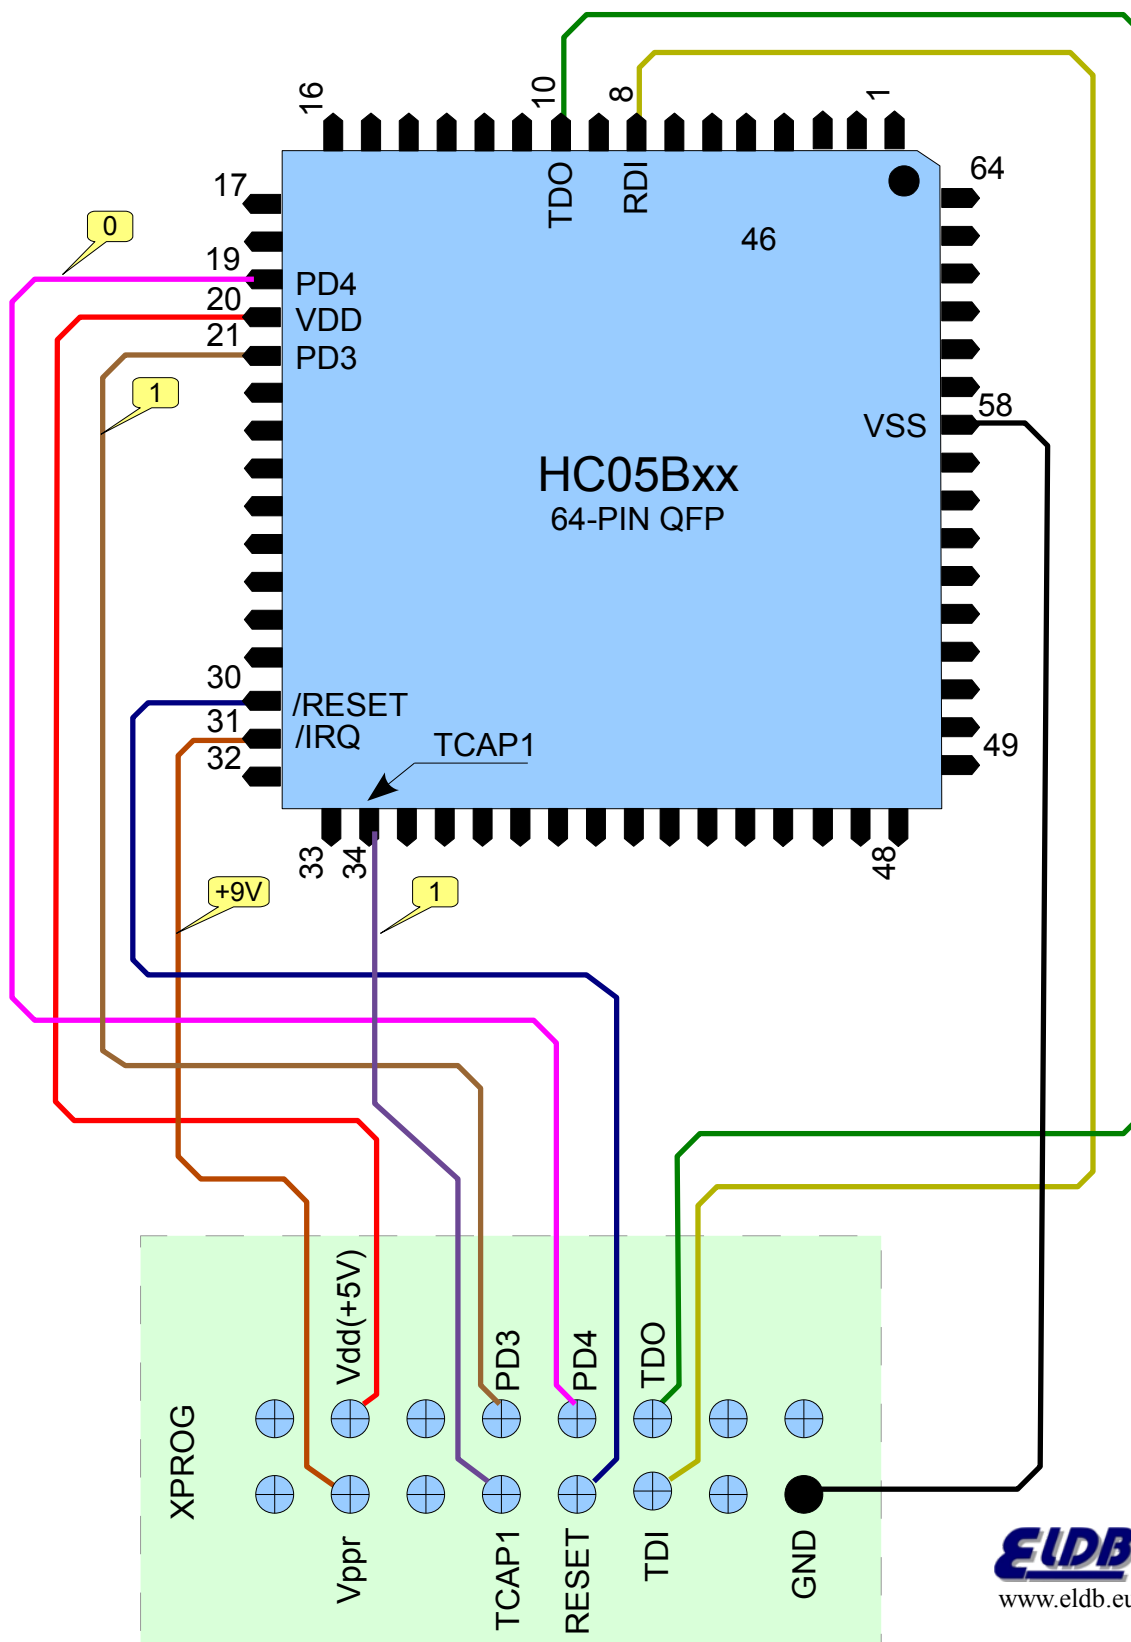 16
10
8
1
17
TDO
RDI
64
0
46
19
PD4
20
VDD
21
PD3
1
58
VSS
HC05Bxx
64-PIN QFP
30
/RESET
31
/IRQ
32
TCAP1
49
33
34
48
+9V
1
Vdd(+5V)
PD3
PD4
TDO
XPROG
Vppr
TCAP1
RESET
TDI
GND
ELDB
www.eldb.eu